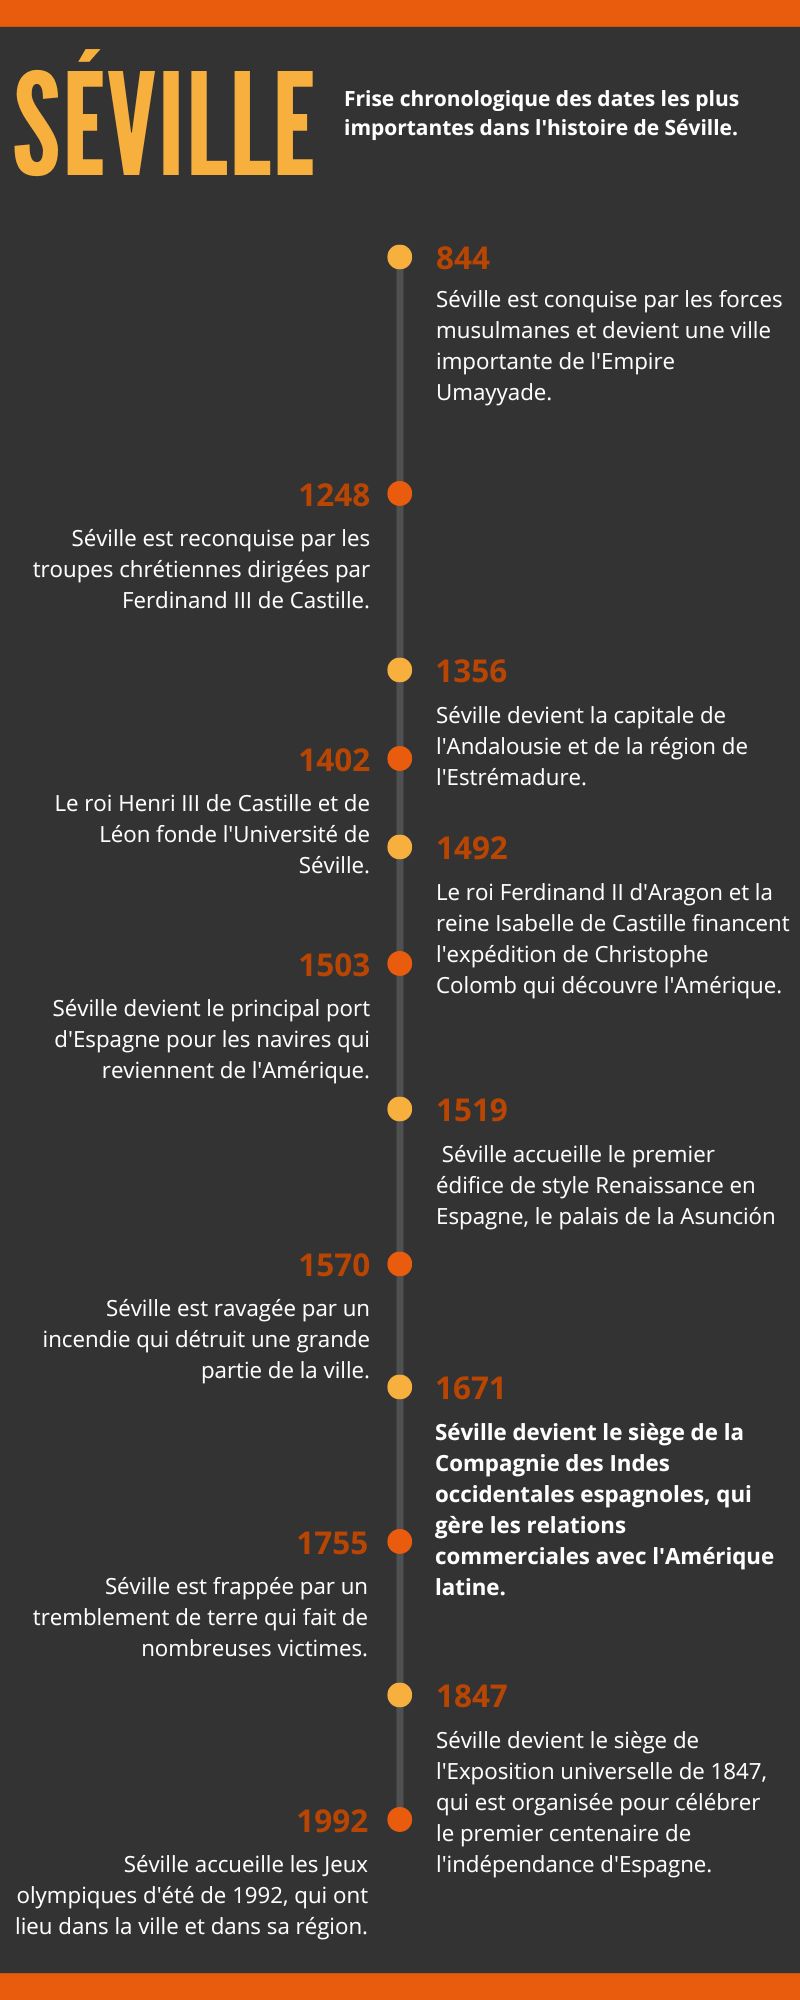 SÉVILLE
Frise chronologique des dates les plus
importantes dans l'histoire de Séville.
844
Séville est conquise par les forces
musulmanes et devient une ville
importante de l'Empire
Umayyade.
1248
Séville est reconquise par les
troupes chrétiennes dirigées par
Ferdinand III de Castille.
1356
Séville devient la capitale de
l'Andalousie et de la région de
l'Estrémadure.
1402
Le roi Henri III de Castille et de
Léon fonde l'Université de
Séville.
1492
Le roi Ferdinand II d'Aragon et la
reine Isabelle de Castille financent
l'expédition de Christophe
Colomb qui découvre l'Amérique.
1503
Séville devient le principal port
d'Espagne pour les navires qui
reviennent de l'Amérique.
1519
Séville accueille le premier
édifice de style Renaissance en
Espagne, le palais de la Asunción
1570
Séville est ravagée par un
incendie qui détruit une grande
partie de la ville.
1671
Séville devient le siège de la
Compagnie des Indes
occidentales espagnoles, qui
gère les relations
commerciales avec l'Amérique
latine.
1755
Séville est frappée par un
tremblement de terre qui fait de
nombreuses victimes.
1847
Séville devient le siège de
l'Exposition universelle de 1847,
qui est organisée pour célébrer
le premier centenaire de
l'indépendance d'Espagne.
1992
Séville accueille les Jeux
olympiques d'été de 1992, qui ont
lieu dans la ville et dans sa région.